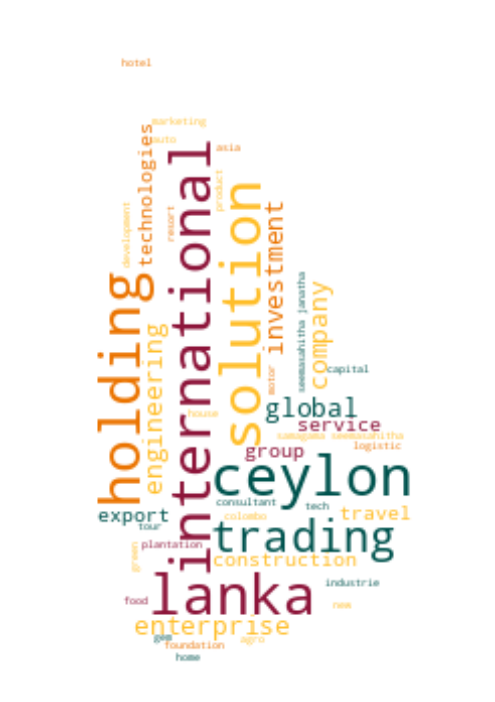 hotel
marketing
auto
technologies
asia
international
product
development
resort
solution
investment
holding
seemasahitha janatha
company
engineering
motor
capital
global
house
service
samagama seemasahitha
logistic
group
ceylon
consultant
tech
export
colombo
travel
tour
trading
plantation
green
construction
lanka
industrie
food
new
enterprise
gem
agro
foundation
home